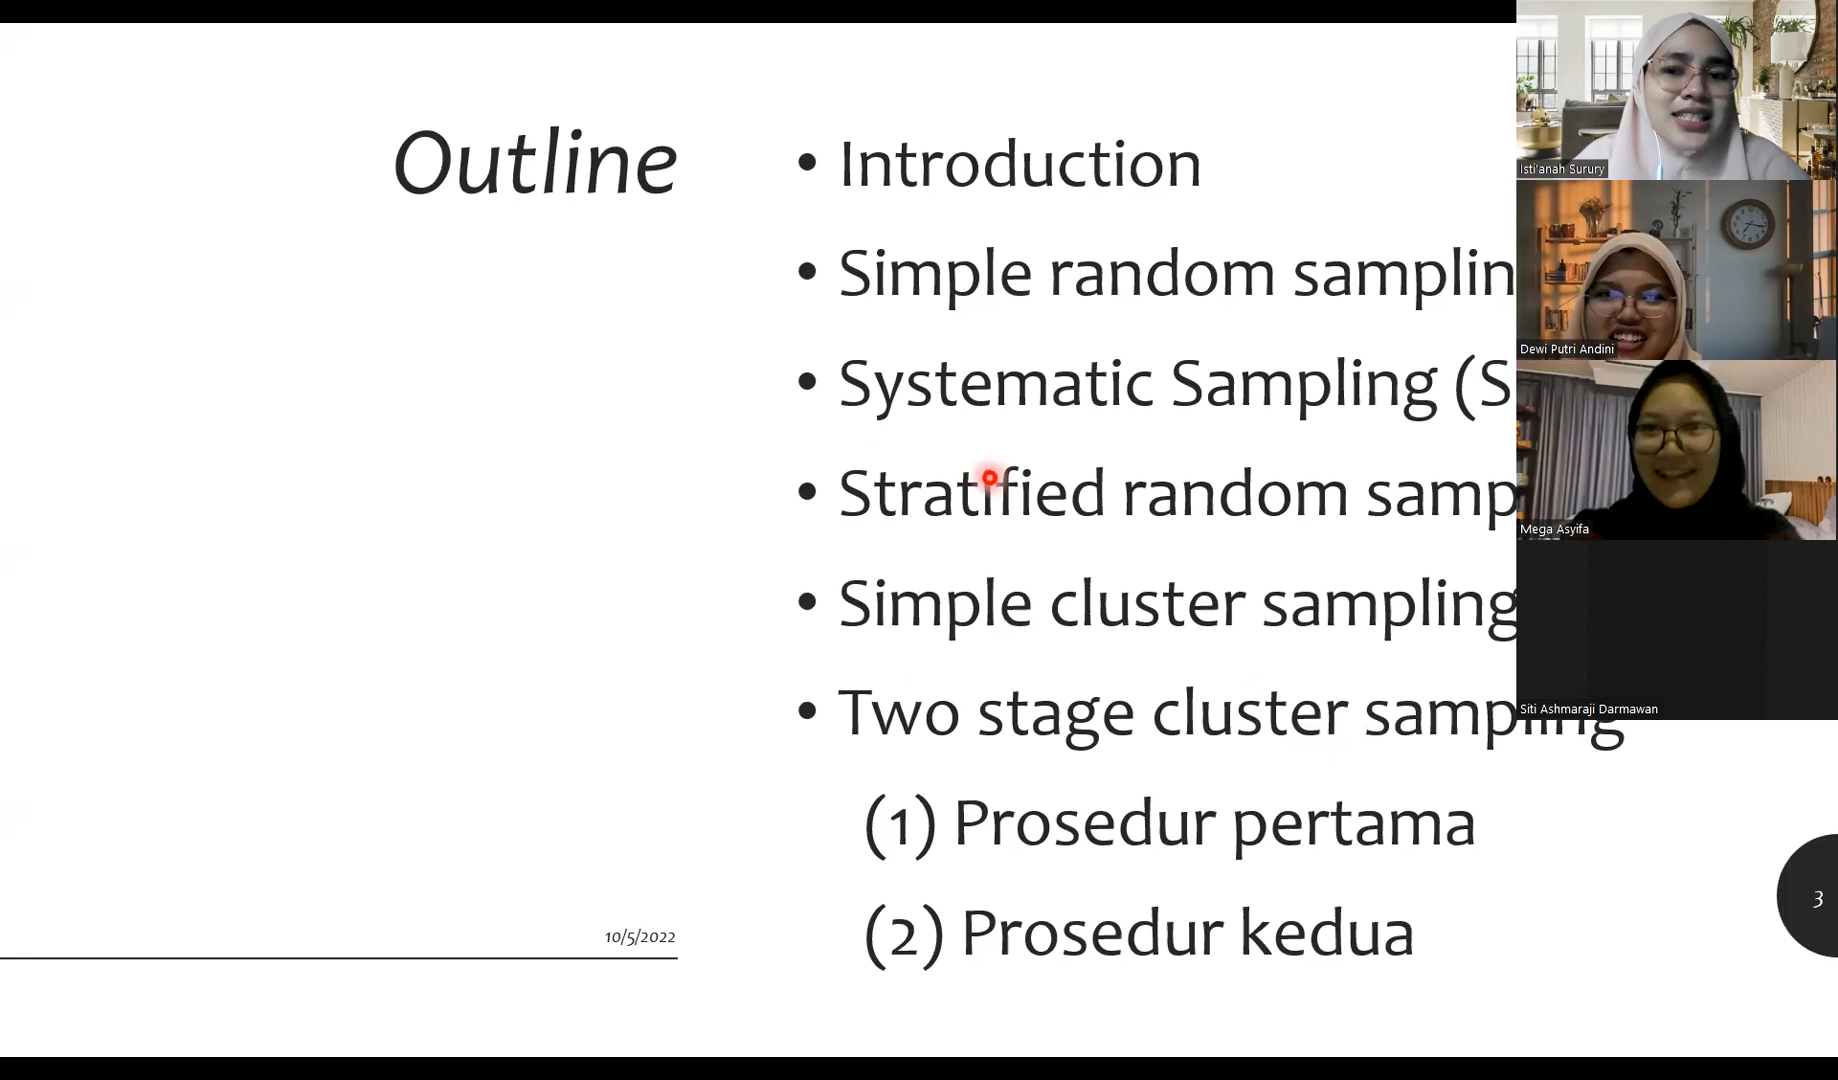 Outline
• Introduction
• Simple random samplin
• Systematic Sampling (S
• Stratified random samp
• Simple cluster sampling
• Two stage cluster sampling
(1) Prosedur pertama
(2) Prosedur kedua
10/5/2022
3
Isti'anah Surury
Dewi Putri Andini
Mega Asyifa
Siti Ashmaraji Darmawan